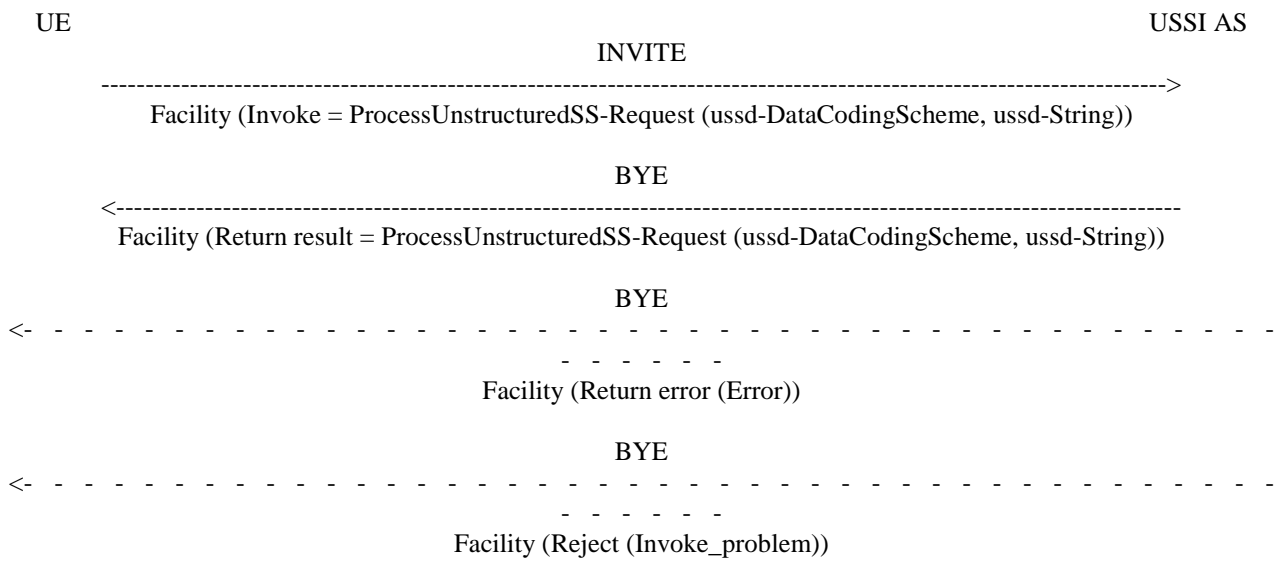 UE USSI AS
INVITE
------------------------------------------------------------------------------------------------------------------------>
Facility (Invoke = ProcessUnstructuredSS-Request (ussd-DataCodingScheme, ussd-String))
BYE
<------------------------------------------------------------------------------------------------------------------------
Facility (Return result = ProcessUnstructuredSS-Request (ussd-DataCodingScheme, ussd-String))
BYE
<- - - - - - - - - - - - - - - - - - - - - - - - - - - - - - - - - - - - - - - - - -
- - - - - -
Facility (Return error (Error))
BYE
<- - - - - - - - - - - - - - - - - - - - - - - - - - - - - - - - - - - - - - - - - -
- - - - - -
Facility (Reject (Invoke_problem))